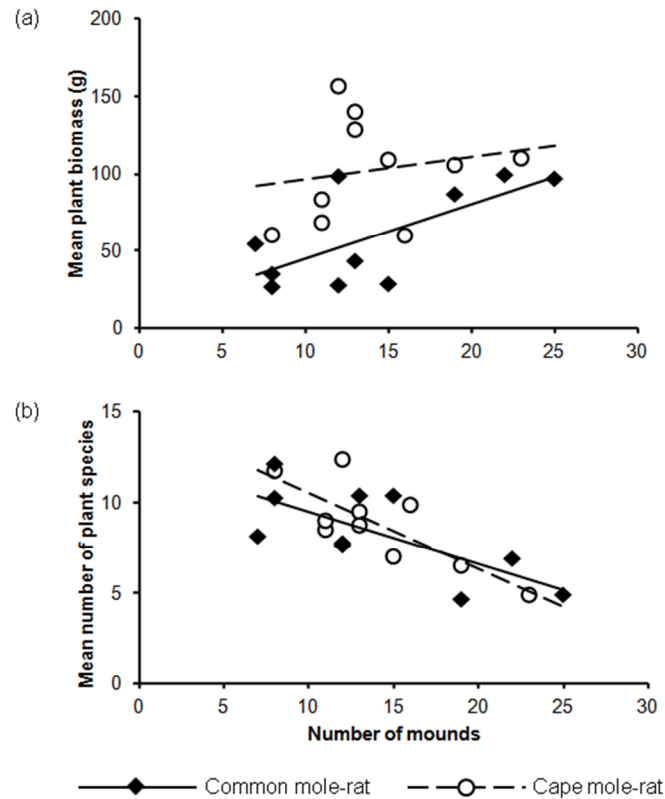 (a)
Mean plant biomass (g)
200
150
100
50
0
0 5 10 15 20 25 30
(b)
Mean number of plant species
15
10
5
0
0 5 10 15 20 25 30
Number of mounds
Common mole-rat Cape mole-rat